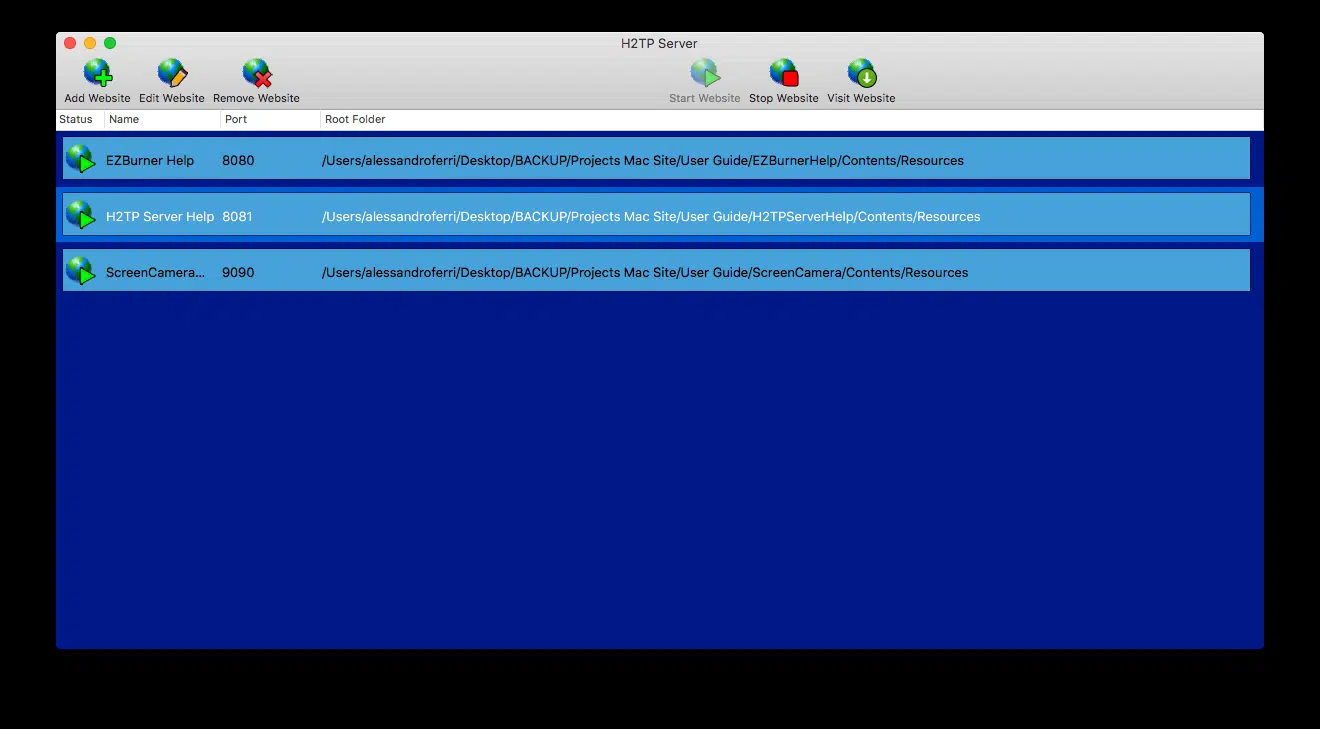 H2TP Server
Add Website Edit Website Remove Website Start Website Stop Website Visit Website
Status Name Port Root Folder
EZBurner Help 8080 /Users/alessandroferri/Desktop/BACKUP/Projects Mac Site/User Guide/EZBurnerHelp/Contents/Resources
H2TP Server Help 8081 /Users/alessandroferri/Desktop/BACKUP/Projects Mac Site/User Guide/H2TPServerHelp/Contents/Resources
ScreenCamera... 9090 /Users/alessandroferri/Desktop/BACKUP/Projects Mac Site/User Guide/ScreenCamera/Contents/Resources